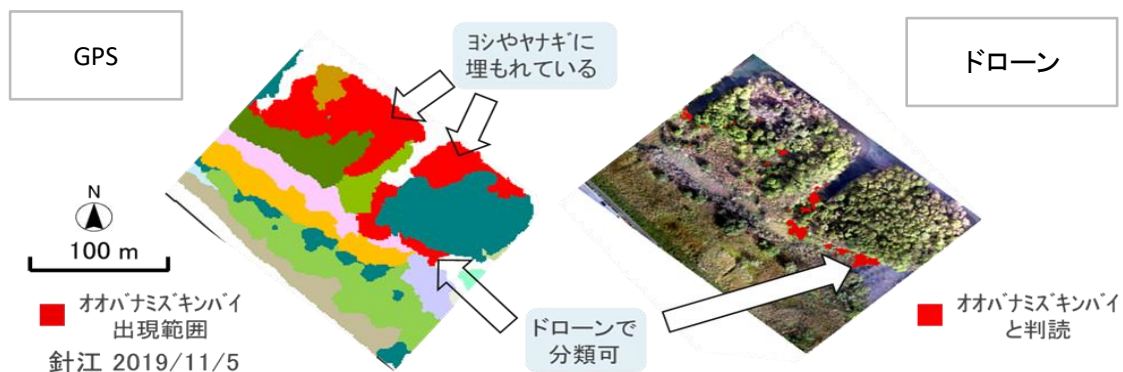 GPS
ﾖｼやﾔﾅｷﾞに
埋もれている
ドローン
N
100 m
ｵｵﾊﾞﾅﾐｽﾞｷﾝﾊﾞｲ
出現範囲
針江 2019/11/5
ドローンで
分類可
ｵｵﾊﾞﾅﾐｽﾞｷﾝﾊﾞｲ
と判読